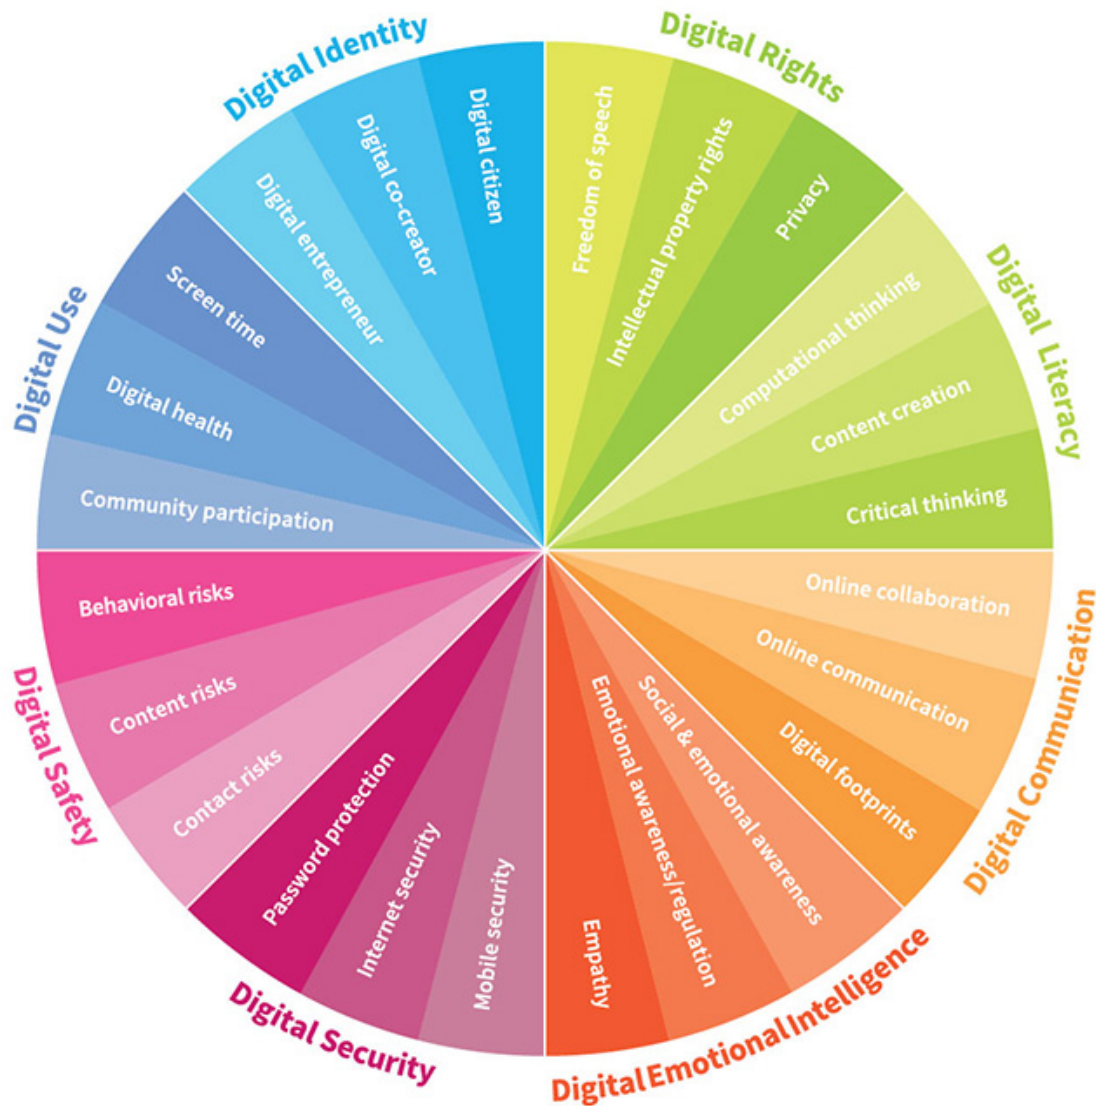 Digital Rights
Freedom of speech
Intellectual property rights
Privacy
Digital Literacy
Computational thinking
Content creation
Critical thinking
Digital Communication
Online collaboration
Online communication
Digital footprints
Digital Emotional Intelligence
Social & emotional awareness
Emotional awareness/regulation
Empathy
Digital Security
Mobile security
Internet security
Password protection
Digital Safety
Contact risks
Content risks
Behavioral risks
Digital Use
Community participation
Digital health
Screen time
Digital Identity
Digital entrepreneur
Digital co-creator
Digital citizen